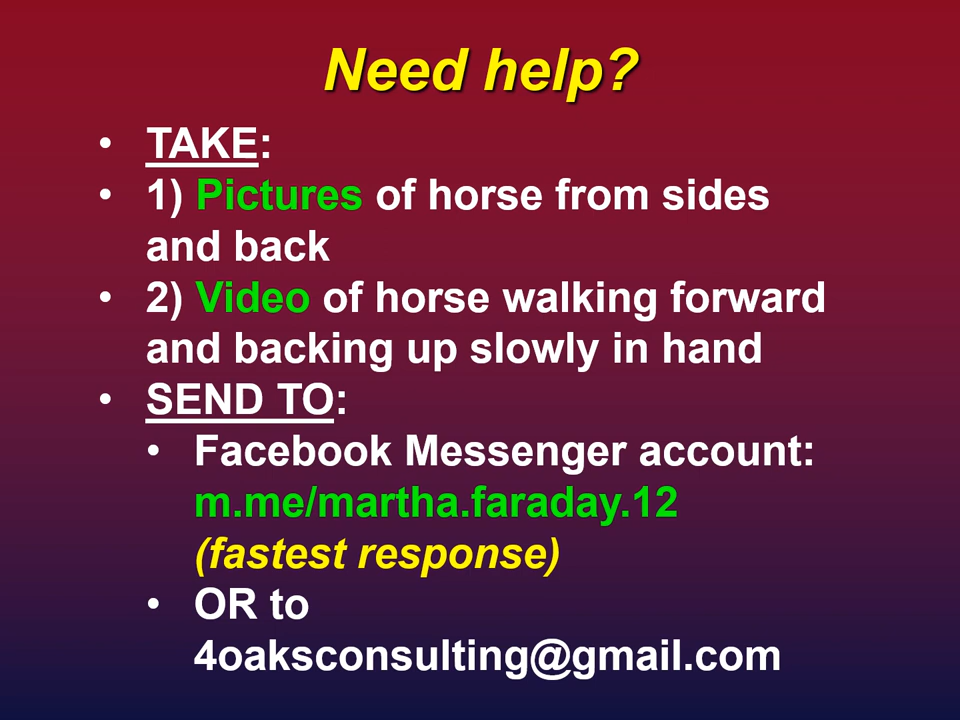 Need help?
• TAKE:
• 1) Pictures of horse from sides
and back
• 2) Video of horse walking forward
and backing up slowly in hand
• SEND TO:
• Facebook Messenger account:
m.me/martha.faraday.12
(fastest response)
• OR to
4oaksconsulting@gmail.com